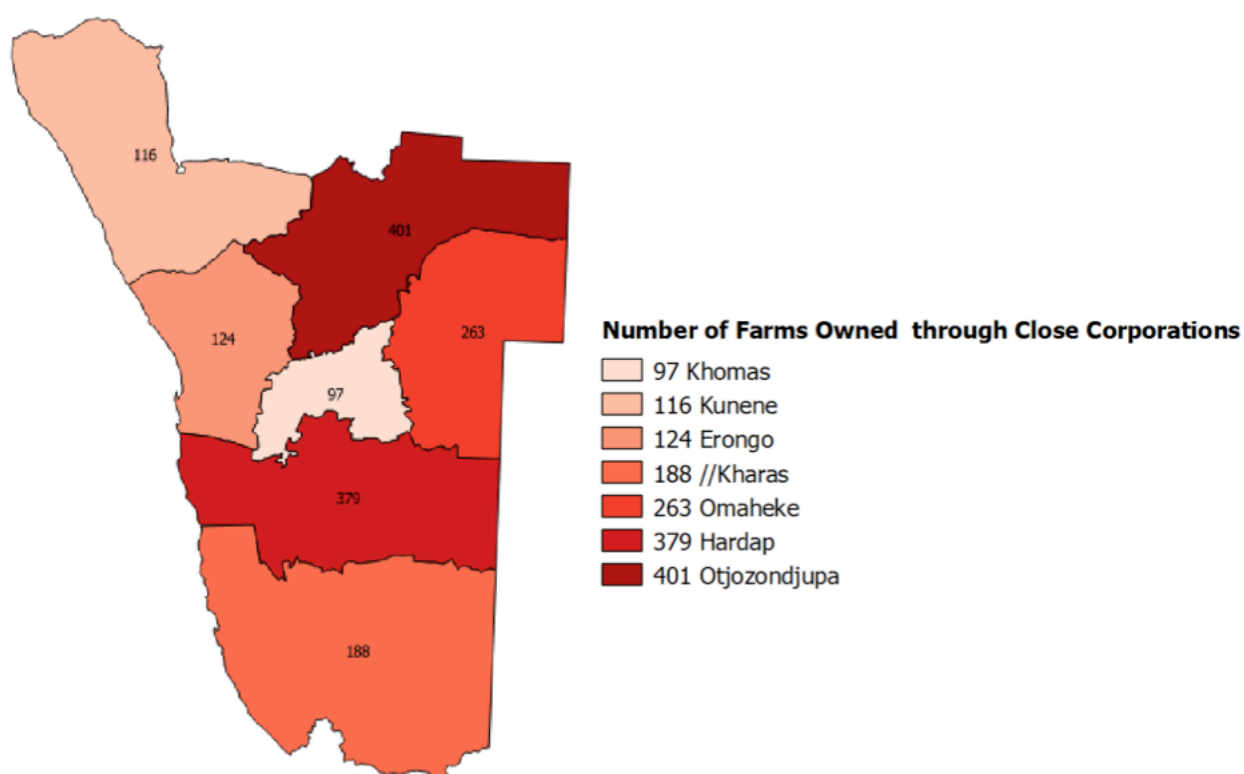 116
401
263
124
97
379
188
Number of Farms Owned through Close Corporations
97 Khomas
116 Kunene
124 Erongo
188 //Kharas
263 Omaheke
379 Hardap
401 Otjozondjupa